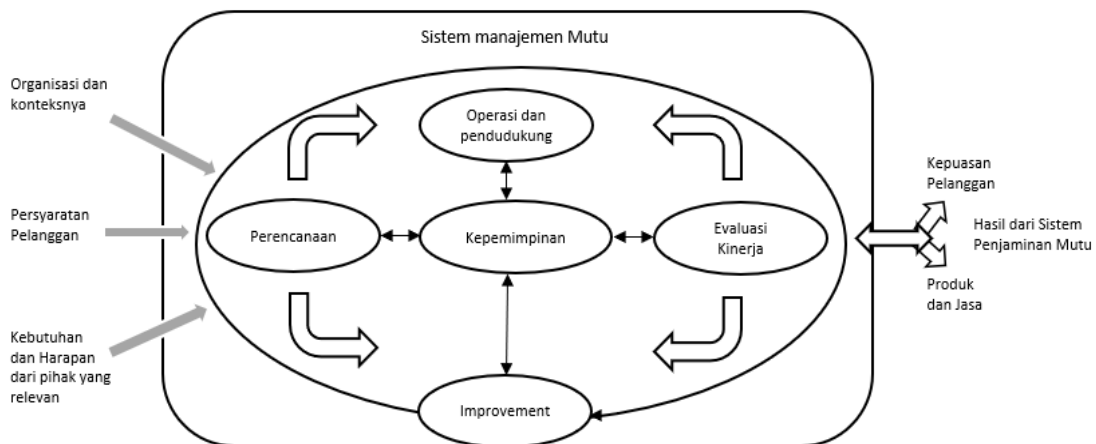 Sistem manajemen Mutu
Organisasi dan
konteksnya
Persyaratan
Pelanggan
Kebutuhan
dan Harapan
dari pihak yang
relevan
Operasi dan
pendudukung
Perencanaan
Kepemimpinan
Evaluasi
Kinerja
Improvement
Kepuasan
Pelanggan
Hasil dari Sistem
Penjaminan Mutu
Produk
dan Jasa